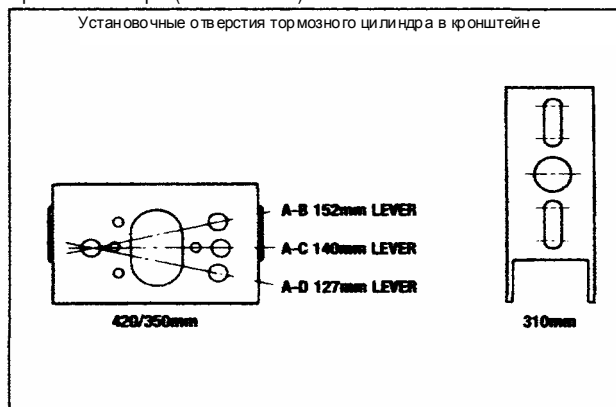 Установочные отверстия тормозного цилиндра в кронштейне
A-B 152mm LEVER
A-C 140mm LEVER
A-D 127mm LEVER
420/350mm
310mm